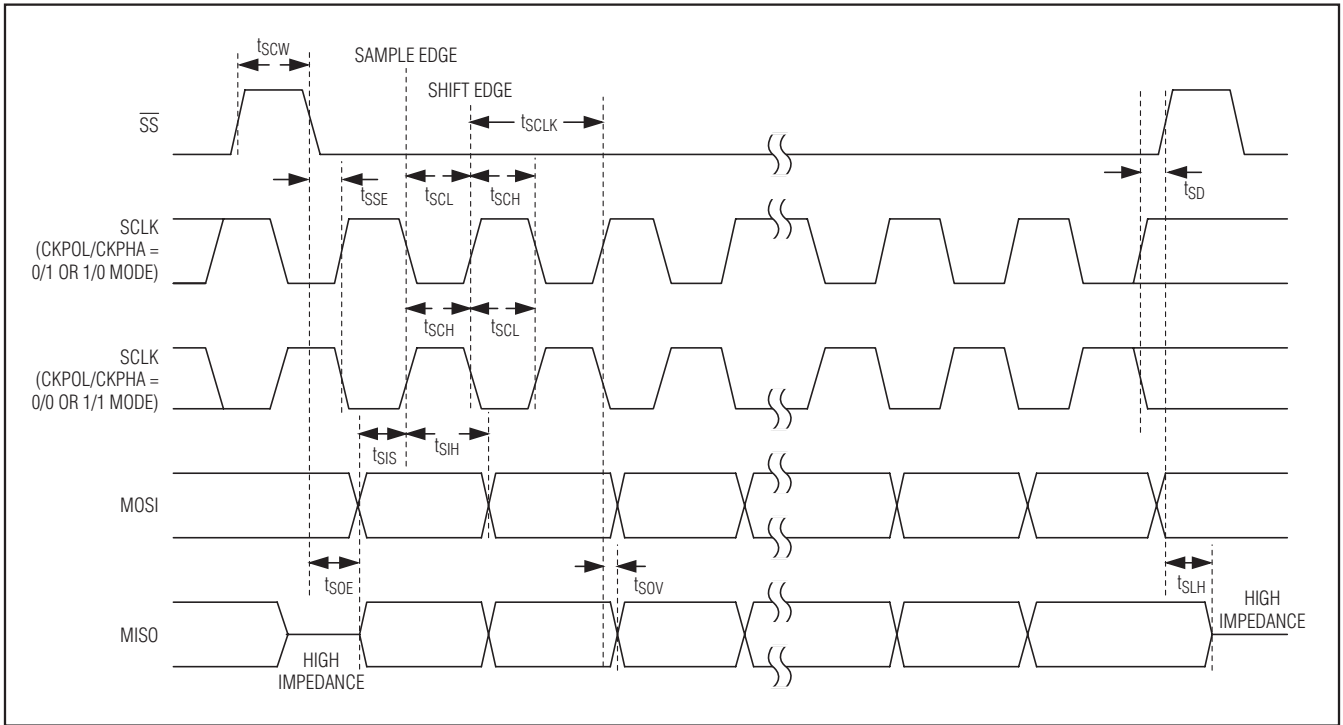 tSCW
SAMPLE EDGE
SHIFT EDGE
tSCLK
SS
tSSE
tSCL
tSCH
tSD
SCLK
(CKPOL/CKPHA =
0/1 OR 1/0 MODE)
tSCH
tSCL
SCLK
(CKPOL/CKPHA =
0/0 OR 1/1 MODE)
tSIS
tSIH
MOSI
tSOE
tSOV
tSLH
HIGH
IMPEDANCE
MISO
HIGH
IMPEDANCE